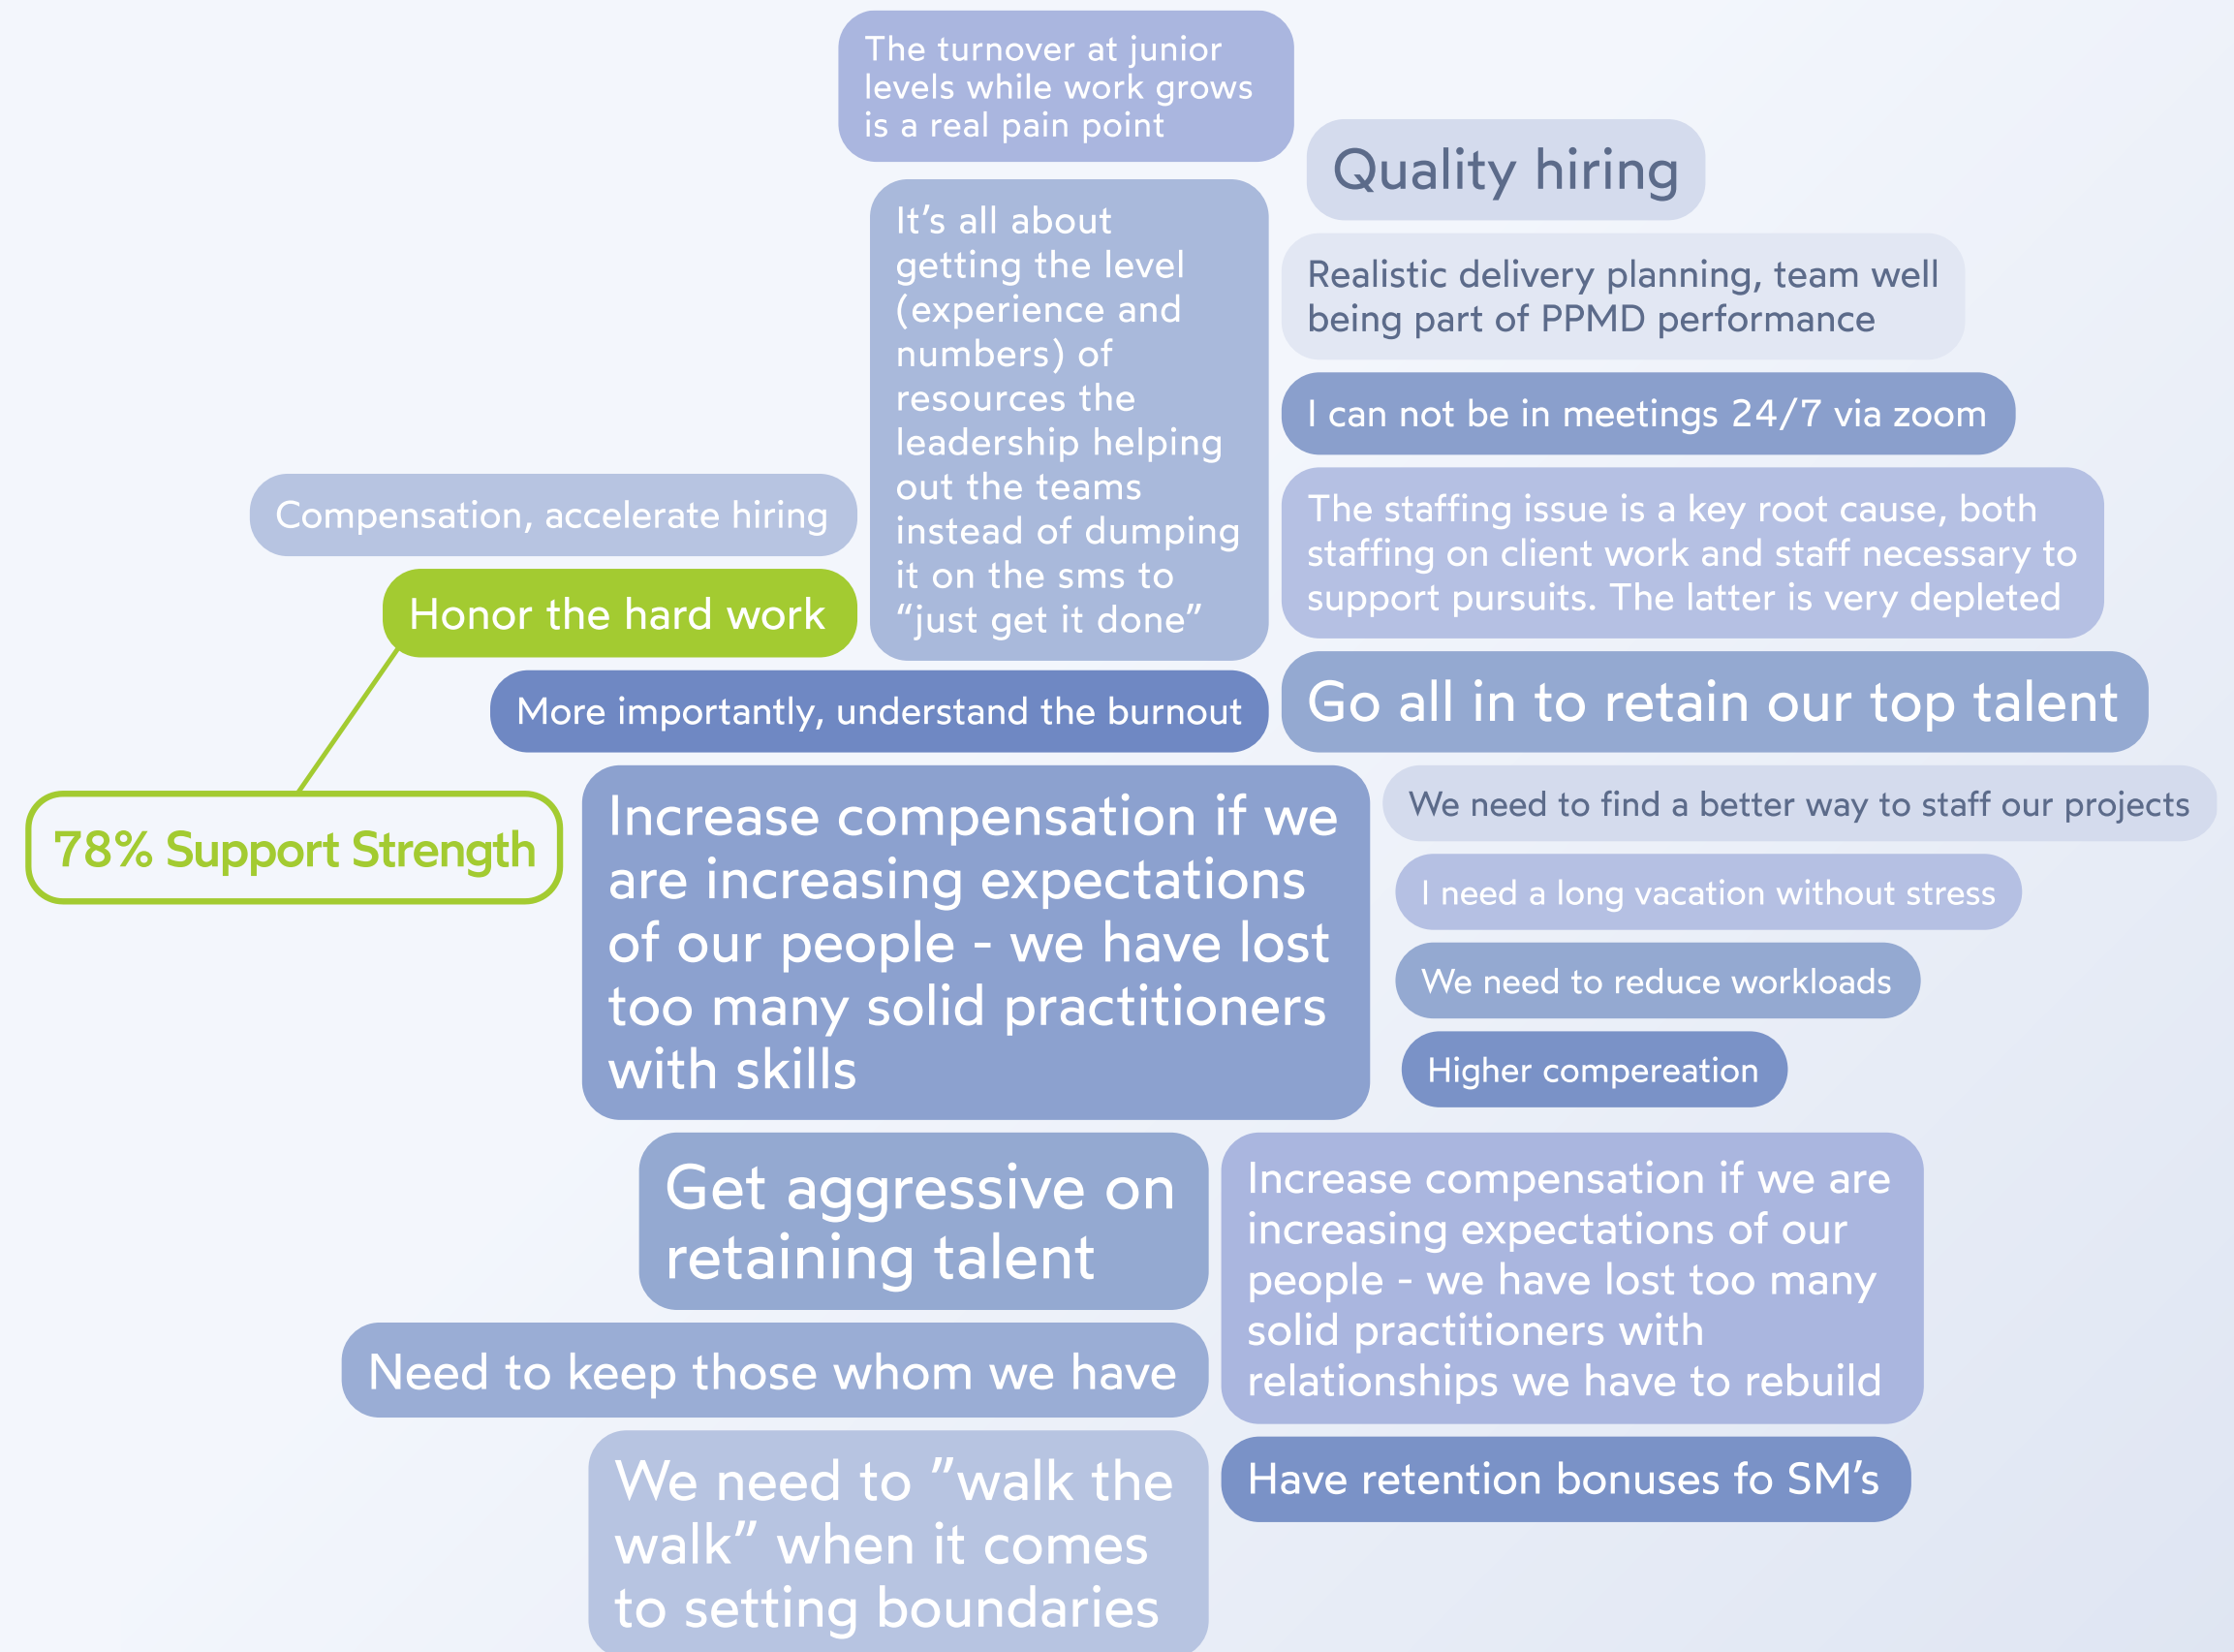 The turnover at junior
levels while work grows
is a real pain point
Quality hiring
It’s all about
getting the level
(experience and
numbers) of
resources the
leadership helping
out the teams
instead of dumping
it on the sms to
“just get it done”
Realistic delivery planning, team well
being part of PPMD performance
I can not be in meetings 24/7 via zoom
Compensation, accelerate hiring
The staffing issue is a key root cause, both
staffing on client work and staff necessary to
support pursuits. The latter is very depleted
Honor the hard work
More importantly, understand the burnout
Go all in to retain our top talent
78% Support Strength
Increase compensation if we
are increasing expectations
of our people - we have lost
too many solid practitioners
with skills
We need to find a better way to staff our projects
I need a long vacation without stress
We need to reduce workloads
Higher compereation
Get aggressive on
retaining talent
Increase compensation if we are
increasing expectations of our
people - we have lost too many
solid practitioners with
relationships we have to rebuild
Need to keep those whom we have
We need to ”walk the
walk” when it comes
to setting boundaries
Have retention bonuses fo SM’s